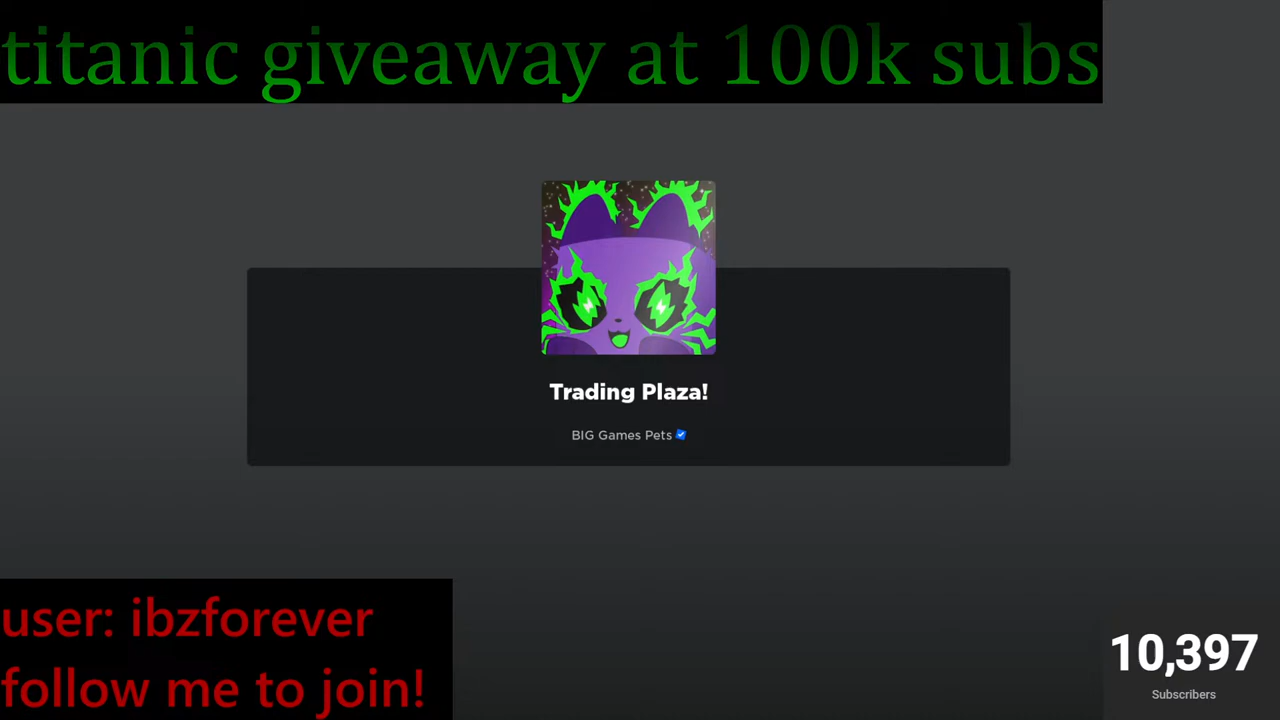 titanic giveaway at 100k subs
Trading Plaza!
BIG Games Pets
user: ibzforever
follow me to join!
10,397
Subscribers